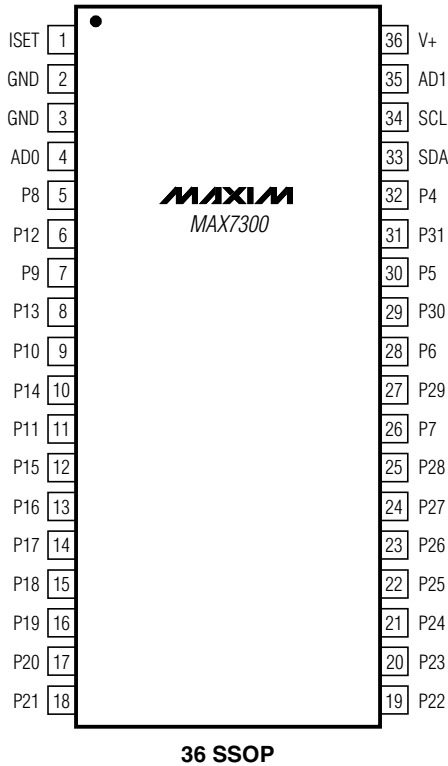 ISET 1 36 V+
GND 2 35 AD1
GND 3 34 SCL
AD0 4 33 SDA
P8 5 MAXIM 32 P4
P12 6 MAX7300 31 P31
P9 7 30 P5
P13 8 29 P30
P10 9 28 P6
P14 10 27 P29
P11 11 26 P7
P15 12 25 P28
P16 13 24 P27
P17 14 23 P26
P18 15 22 P25
P19 16 21 P24
P20 17 20 P23
P21 18 19 P22
36 SSOP